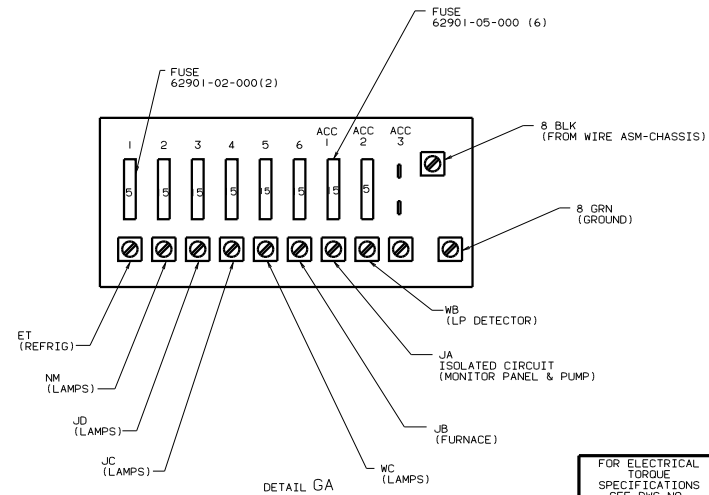 FUSE
62901-05-000 (6)
FUSE
62901-02-000(2)
1 2 3 4 5 6 ACC 1 ACC 2 ACC 3
8 BLK
(FROM WIRE ASM-CHASSIS)
5 5 15 5 15 5 15 5
8 GRN
(GROUND)
WB
(LP DETECTOR)
ET
(REFRIG)
JA
ISOLATED CIRCUIT
(MONITOR PANEL & PUMP)
NM
(LAMPS)
JD
(LAMPS)
JB
(FURNACE)
JC
(LAMPS)
WC
(LAMPS)
DETAIL GA
FOR ELECTRICAL
TORQUE
SPECIFICATIONS
SEE DWG NO